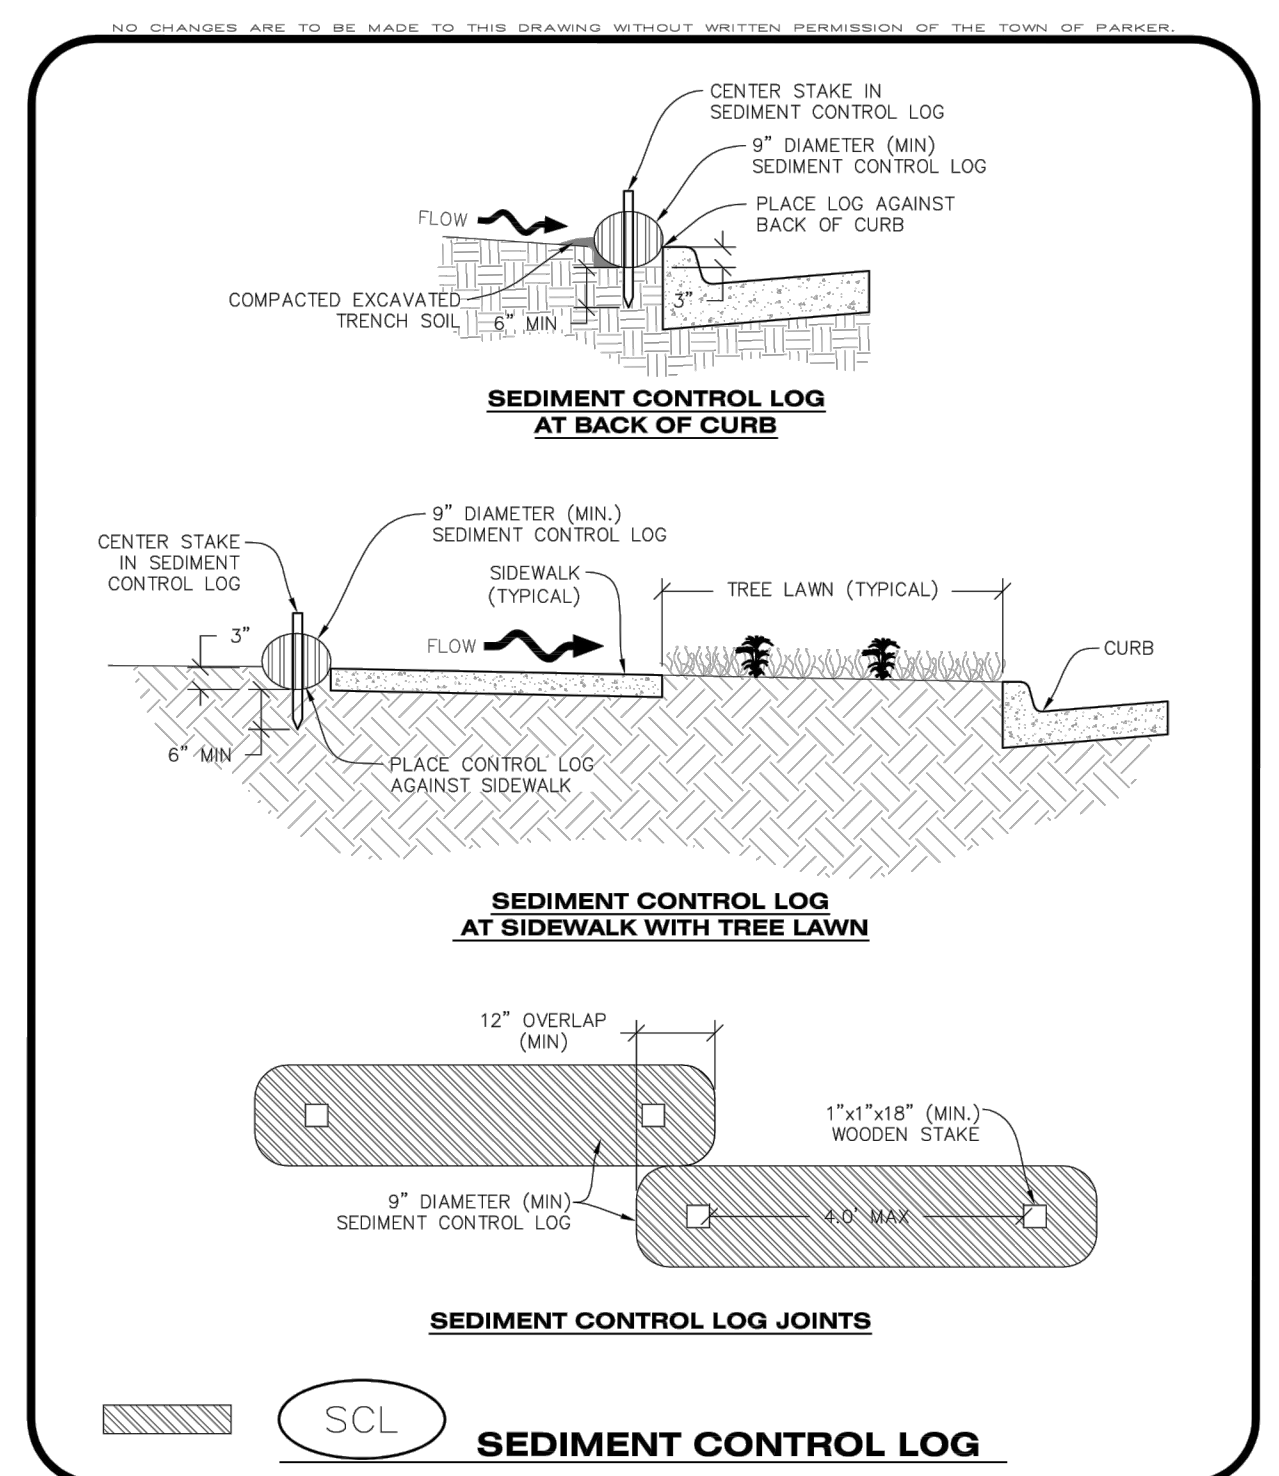 NO CHANGES ARE TO BE MADE TO THIS DRAWING WITHOUT WRITTEN PERMISSION OF THE TOWN OF PARKER.
CENTER STAKE IN
SEDIMENT CONTROL LOG
9" DIAMETER (MIN)
SEDIMENT CONTROL LOG
PLACE LOG AGAINST
BACK OF CURB
FLOW
COMPACTED EXCAVATED
TRENCH SOIL
6" MIN
3"
SEDIMENT CONTROL LOG
AT BACK OF CURB
9" DIAMETER (MIN.)
SEDIMENT CONTROL LOG
CENTER STAKE
IN SEDIMENT
CONTROL LOG
SIDEWALK
(TYPICAL)
TREE LAWN (TYPICAL)
3"
FLOW
CURB
6" MIN
PLACE CONTROL LOG
AGAINST SIDEWALK
SEDIMENT CONTROL LOG
AT SIDEWALK WITH TREE LAWN
12" OVERLAP
(MIN)
1"x1"x18" (MIN.)
WOODEN STAKE
9" DIAMETER (MIN)
SEDIMENT CONTROL LOG
4.0' MAX
SEDIMENT CONTROL LOG JOINTS
SCL
SEDIMENT CONTROL LOG